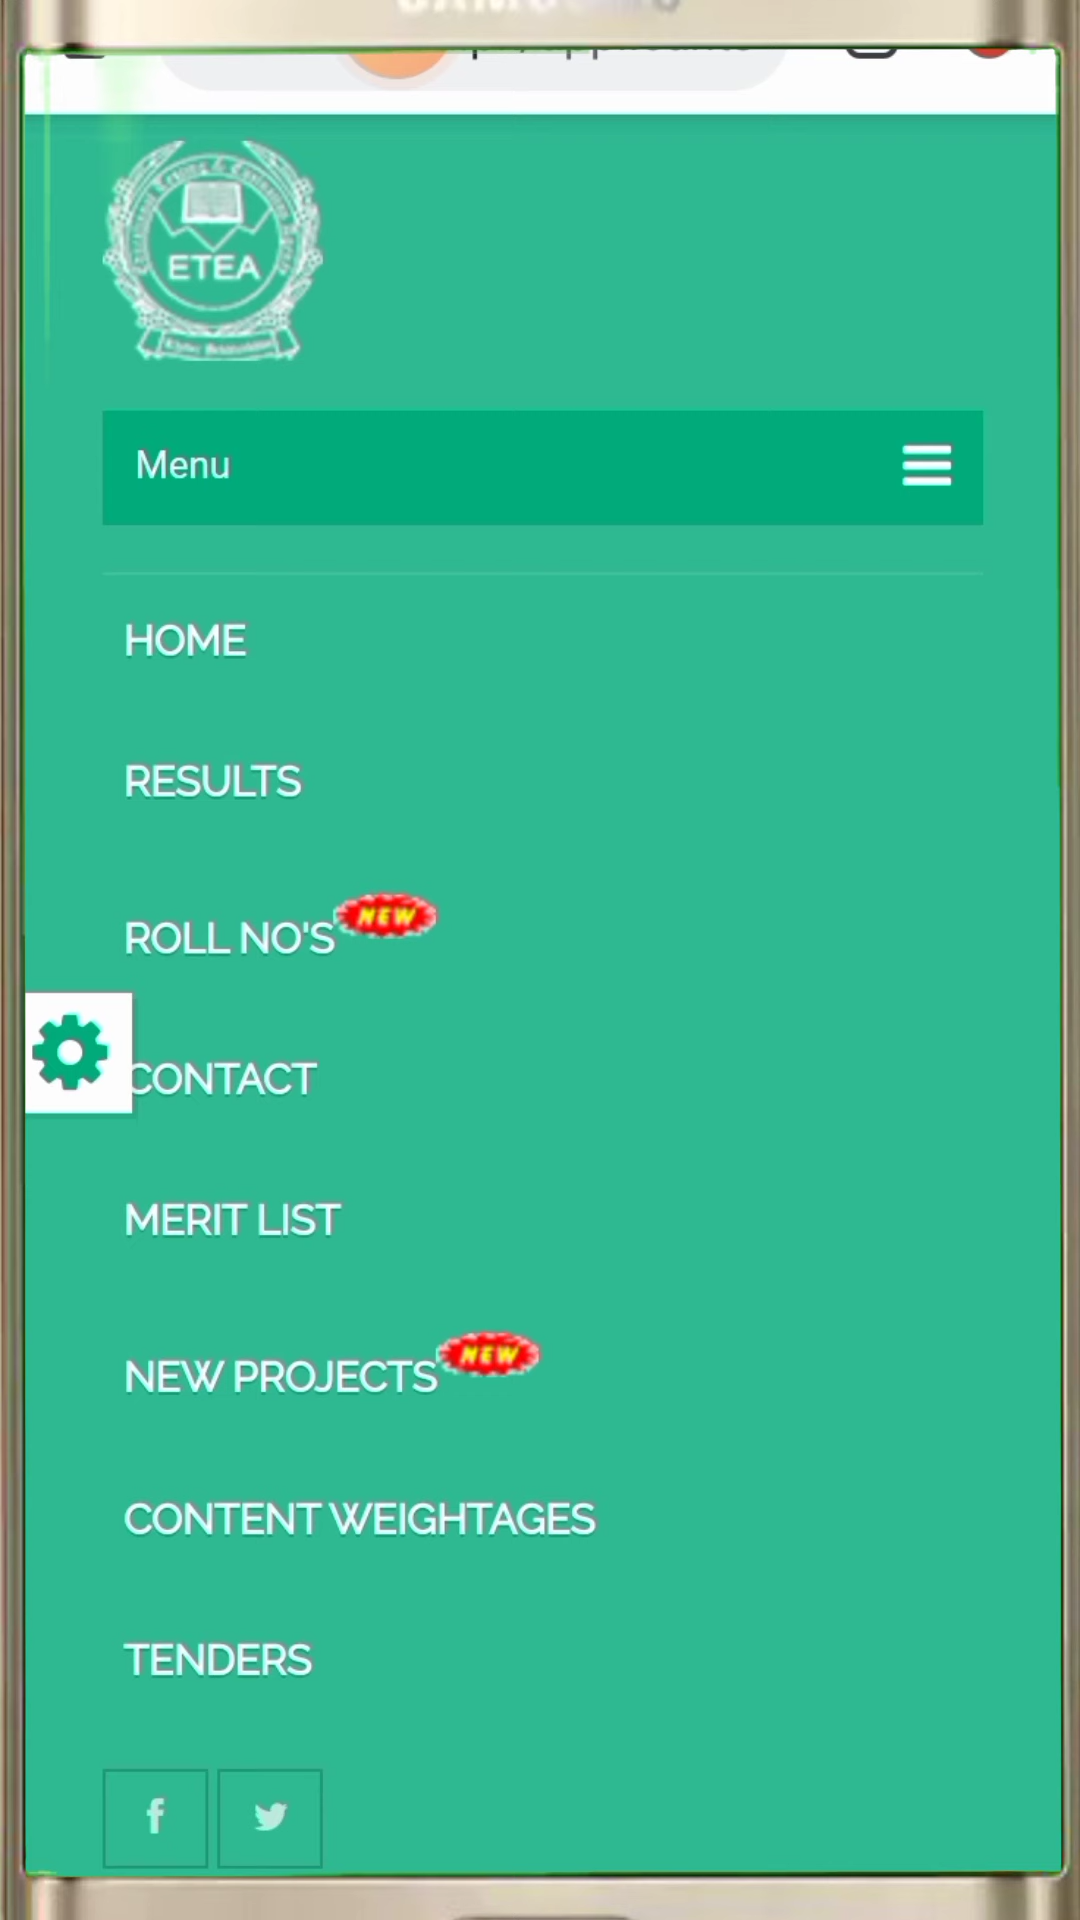 ETEA
Menu
HOME
RESULTS
ROLL NO'S NEW
CONTACT
MERIT LIST
NEW PROJECTS NEW
CONTENT WEIGHTAGES
TENDERS